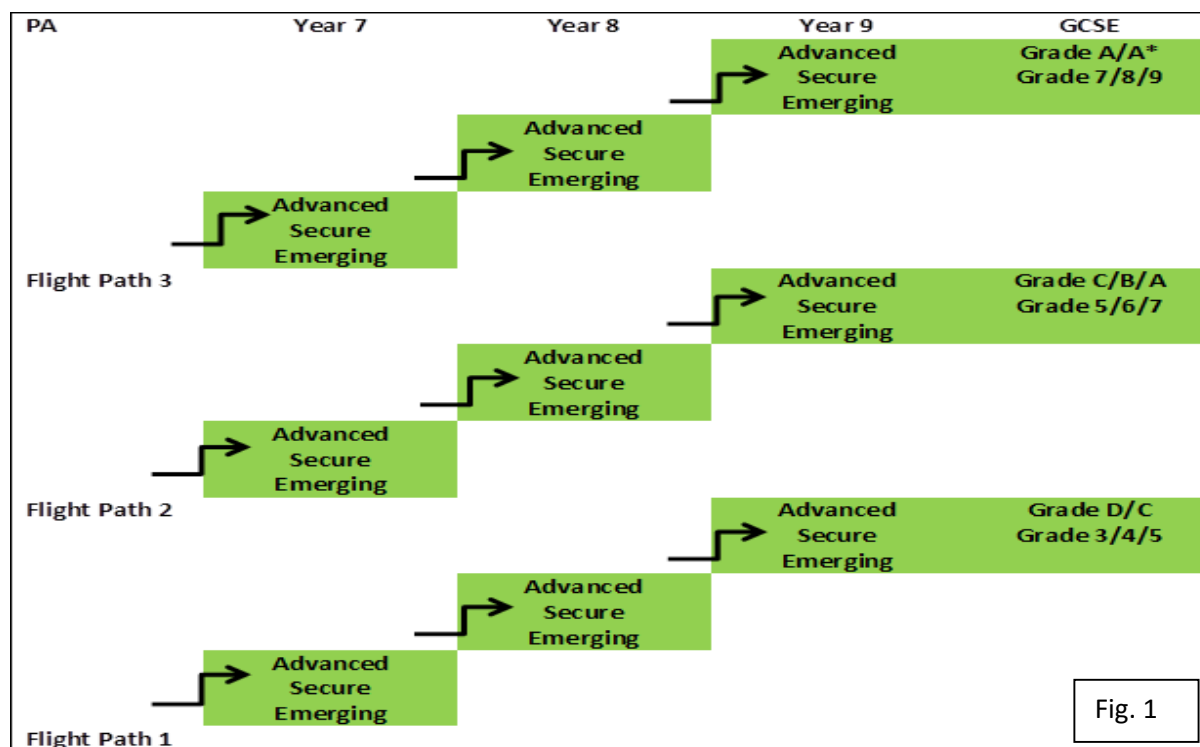 PA Year 7 Year 8 Year 9 GCSE
Advanced Grade A/A*
Secure Grade 7/8/9
Emerging
Advanced
Secure
Emerging
Advanced
Secure
Emerging
Flight Path 3
Advanced Grade C/B/A
Secure Grade 5/6/7
Emerging
Advanced
Secure
Emerging
Advanced
Secure
Emerging
Flight Path 2
Advanced Grade D/C
Secure Grade 3/4/5
Emerging
Advanced
Secure
Emerging
Advanced
Secure
Emerging
Flight Path 1
Fig. 1